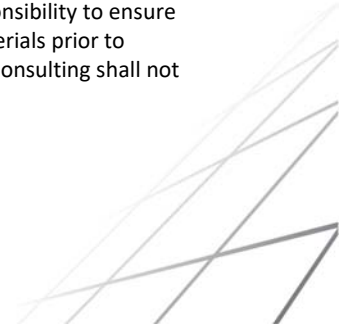 onsibility to ensure
erials prior to
onsulting shall not